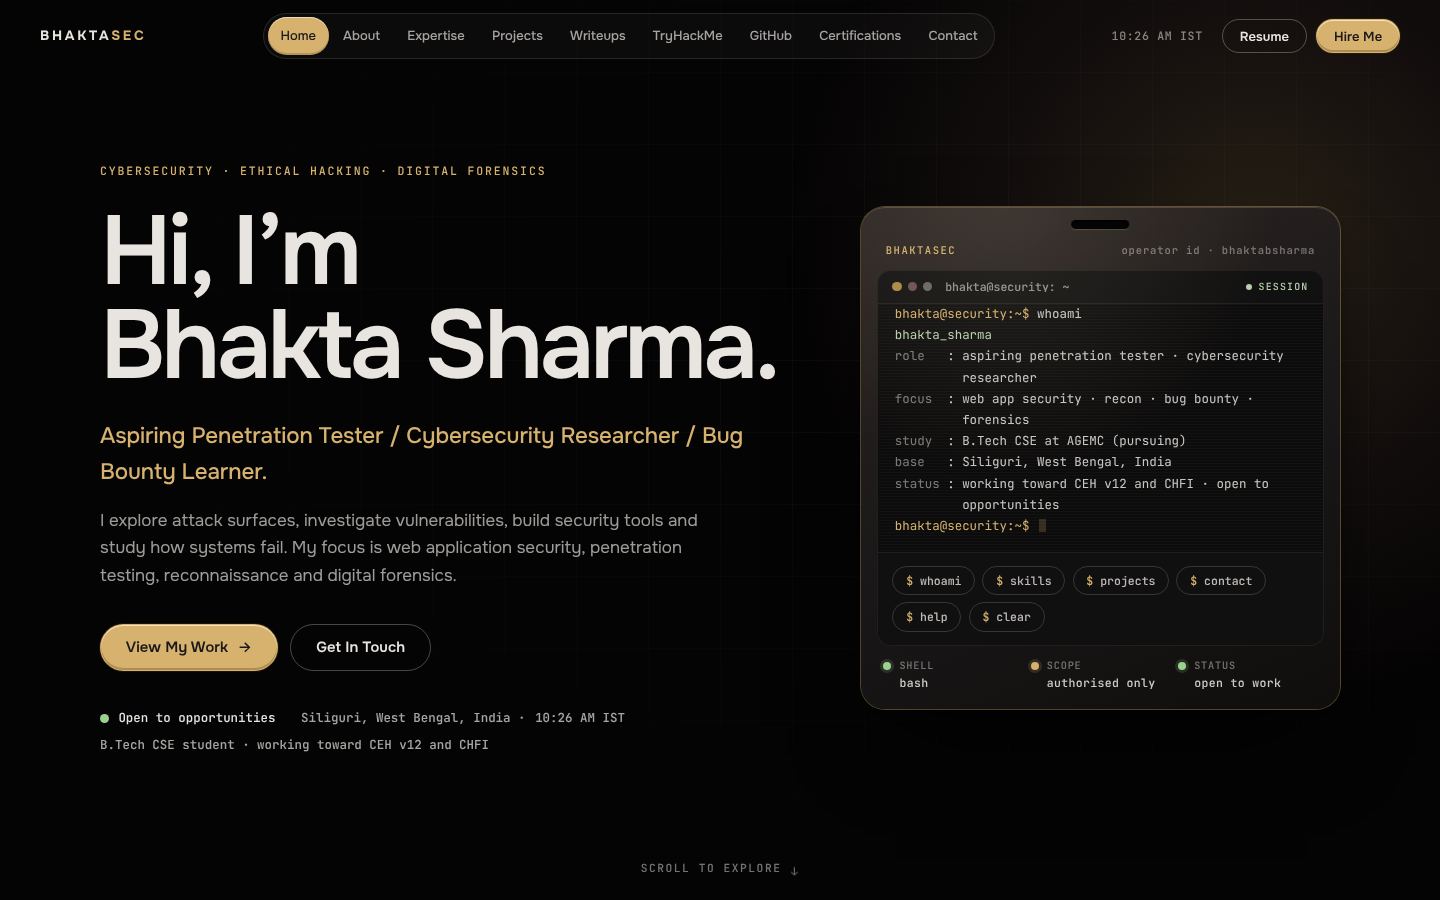 BHAKTASEC
Home About Expertise Projects Writeups TryHackMe GitHub Certifications Contact
10:26 AM IST Resume Hire Me
CYBERSECURITY · ETHICAL HACKING · DIGITAL FORENSICS
Hi, I’m
Bhakta Sharma.
Aspiring Penetration Tester / Cybersecurity Researcher / Bug
Bounty Learner.
I explore attack surfaces, investigate vulnerabilities, build security tools and
study how systems fail. My focus is web application security, penetration
testing, reconnaissance and digital forensics.
View My Work →
Get In Touch
Open to opportunities Siliguri, West Bengal, India · 10:26 AM IST
B.Tech CSE student · working toward CEH v12 and CHFI
BHAKTASEC operator id · bhaktabsharma
bhakta@security: ~ SESSION
bhakta@security:~$ whoami
bhakta_sharma
role : aspiring penetration tester · cybersecurity
researcher
focus : web app security · recon · bug bounty ·
forensics
study : B.Tech CSE at AGEMC (pursuing)
base : Siliguri, West Bengal, India
status : working toward CEH v12 and CHFI · open to
opportunities
bhakta@security:~$
$ whoami $ skills $ projects $ contact
$ help $ clear
SHELL SCOPE STATUS
bash authorised only open to work
SCROLL TO EXPLORE ↓